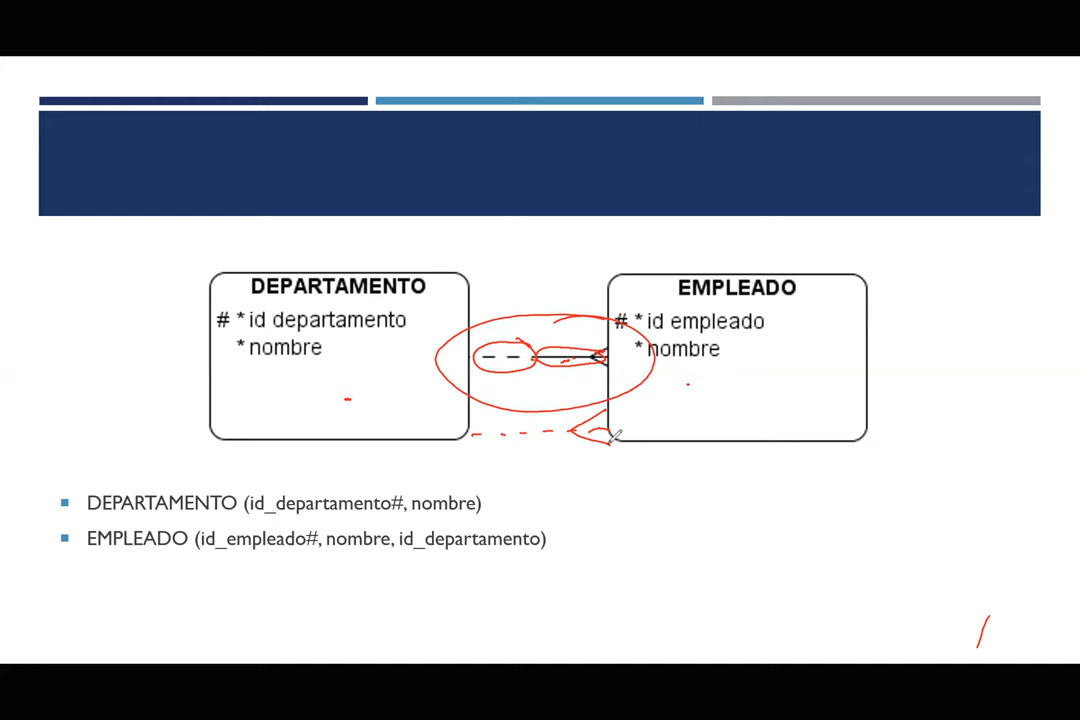 DEPARTAMENTO
# * id departamento
* nombre
EMPLEADO
# * id empleado
* nombre
DEPARTAMENTO (id_departamento#, nombre)
EMPLEADO (id_empleado#, nombre, id_departamento)